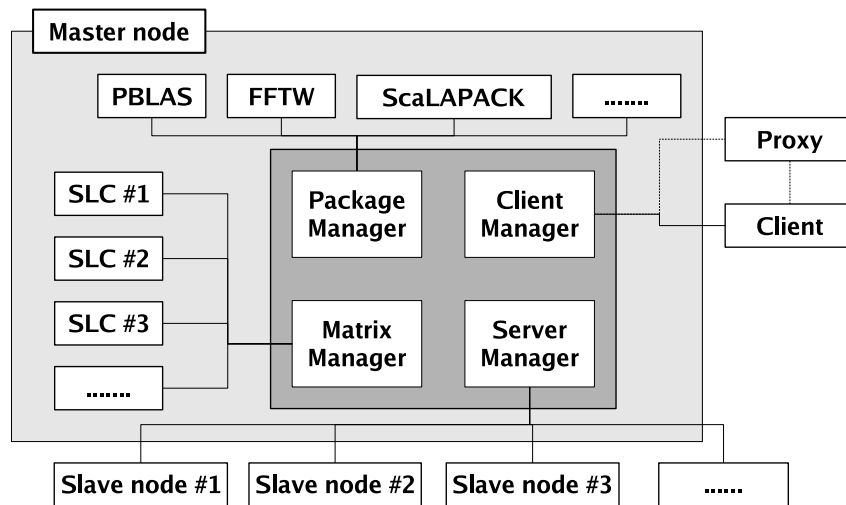 Master node
PBLAS
FFTW
ScaLAPACK
.......
Proxy
Client
SLC #1
SLC #2
SLC #3
.......
Package
Manager
Client
Manager
Matrix
Manager
Server
Manager
Slave node #1
Slave node #2
Slave node #3
......